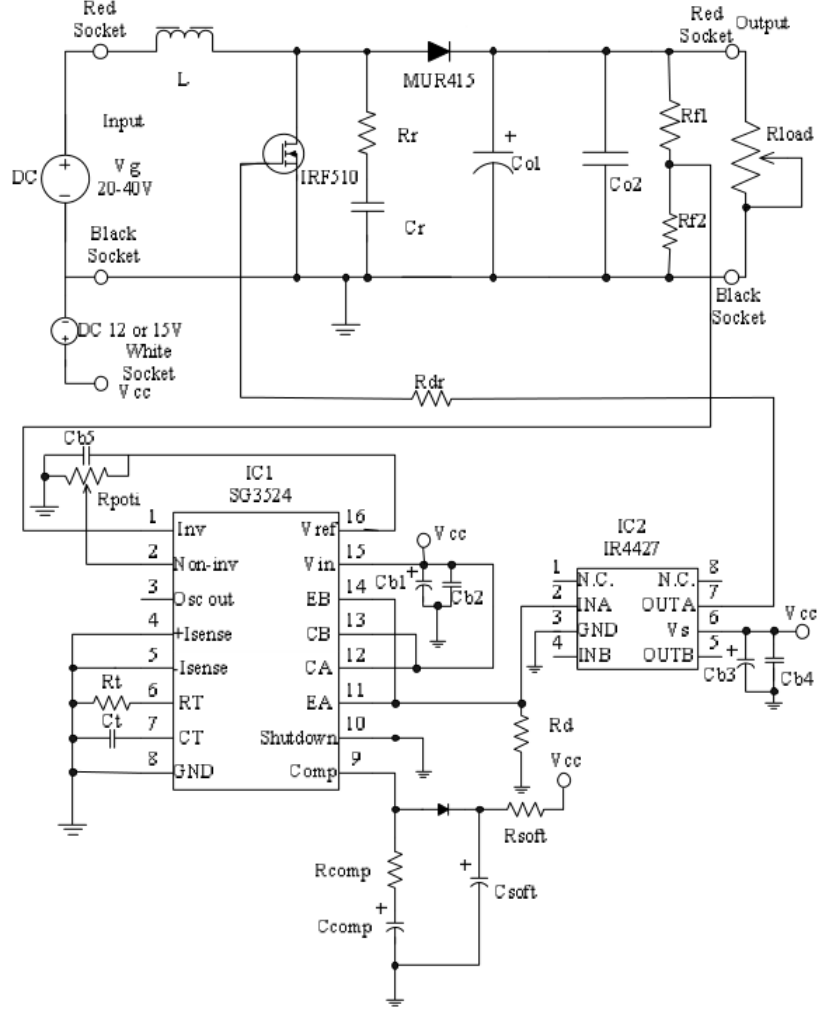 Red
Socket
L
MUR415
Red
Socket
Output
Input
DC
+
−
Vg
20-40V
Rr
IRF510
Cr
+
Co1
Co2
Rf1
Rf2
Rload
Black
Socket
Black
Socket
+
−
DC 12 or 15V
White
Socket
Vcc
Rdr
Cb5
Rpoti
IC1
SG3524
1 Inv
2 Non-inv
3 Osc out
4 +Isense
5 -Isense
6 RT
7 CT
8 GND
Vref 16
Vin 15
EB 14
CB 13
CA 12
EA 11
Shutdown 10
Comp 9
Rt
Ct
Vcc
Cb1
+
Cb2
IC2
IR4427
1 N.C.
2 INA
3 GND
4 INB
N.C. 8
OUTA 7
Vs 6
OUTB 5
Vcc
Cb3
+
Cb4
Rd
Vcc
Rsoft
Rcomp
+
Ccomp
+
Csoft